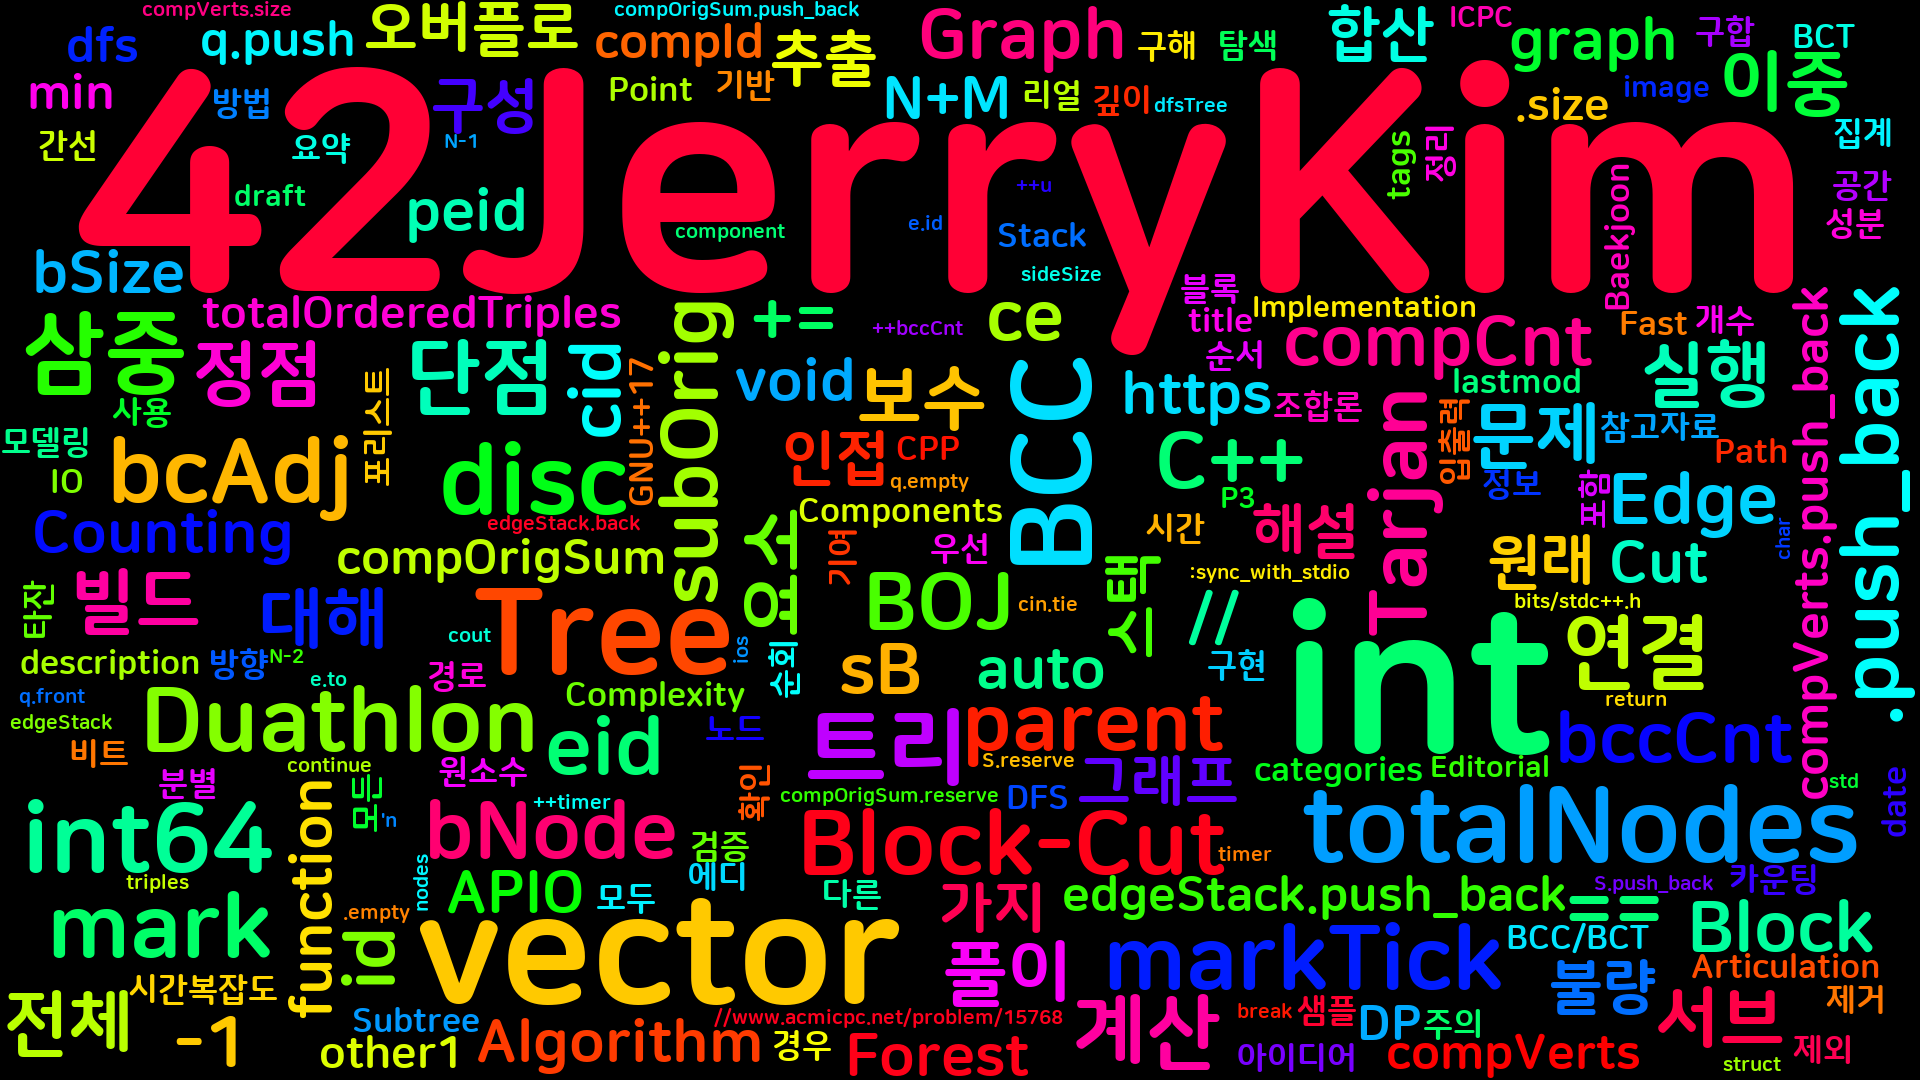 compVerts.size
compOrigSum.push_back
ICPC
dfs
q.push
오버플로
compId
추출
Graph
구해
탐색
합산
graph
구합
BCT
min
방법
구성
Point
기반
N+M
리얼
깊이
dfsTree
.size
image
이중
간선
요약
N-1
42JerryKim
tags
정리
집계
draft
peid
component
++u
e.id
Stack
sideSize
Baekjoon
공간
성분
bSize
totalOrderedTriples
subOrig
+=
++bccCnt
ce
블록
title
순서
Implementation
compCnt
Fast
개수
compVerts.push_back
.push_back
삼중
정점
사용
포리스트
단점
cid
GNU++17
void
보수
BCC
https
조합론
lastmod
실행
모델링
IO
bcAdj
disc
edgeStack.back
인접
CPP
q.empty
C++
P3
Tarjan
입출력
문제
참고자료
정보
Path
포함
Edge
char
Counting
compOrigSum
요소
Components
기여
우선
시간
해설
원래
Cut
타잔
빌드
대해
Tree
BOJ
cin.tie
스택
:sync_with_stdio
//
int
bits/stdc++.h
연결
return
description
방향
N-2
e.to
cout
경로
ios
순회
sB
auto
구현
q.front
edgeStack
비트
Duathlon
Complexity
eid
노드
트리
parent
S.reserve
그래프
categories
Editorial
bccCnt
분별
continue
모듸
'n
원소수
++timer
확인
compOrigSum.reserve
DFS
std
date
int64
triples
function
bNode
검증
에디
Block-Cut
timer
totalNodes
nodes
mark
.empty
id
APIO
모두
다른
가지
edgeStack.push_back
==
S.push_back
카운팅
vector
풀이
markTick
BCC/BCT
Block
Articulation
전체
시간복잡도
-1
Subtree
other1
Algorithm
//www.acmicpc.net/problem/15768
경우
Forest
계산
break
샘플
아이디어
DP
주의
compVerts
불량
서브
제거
제외
struct